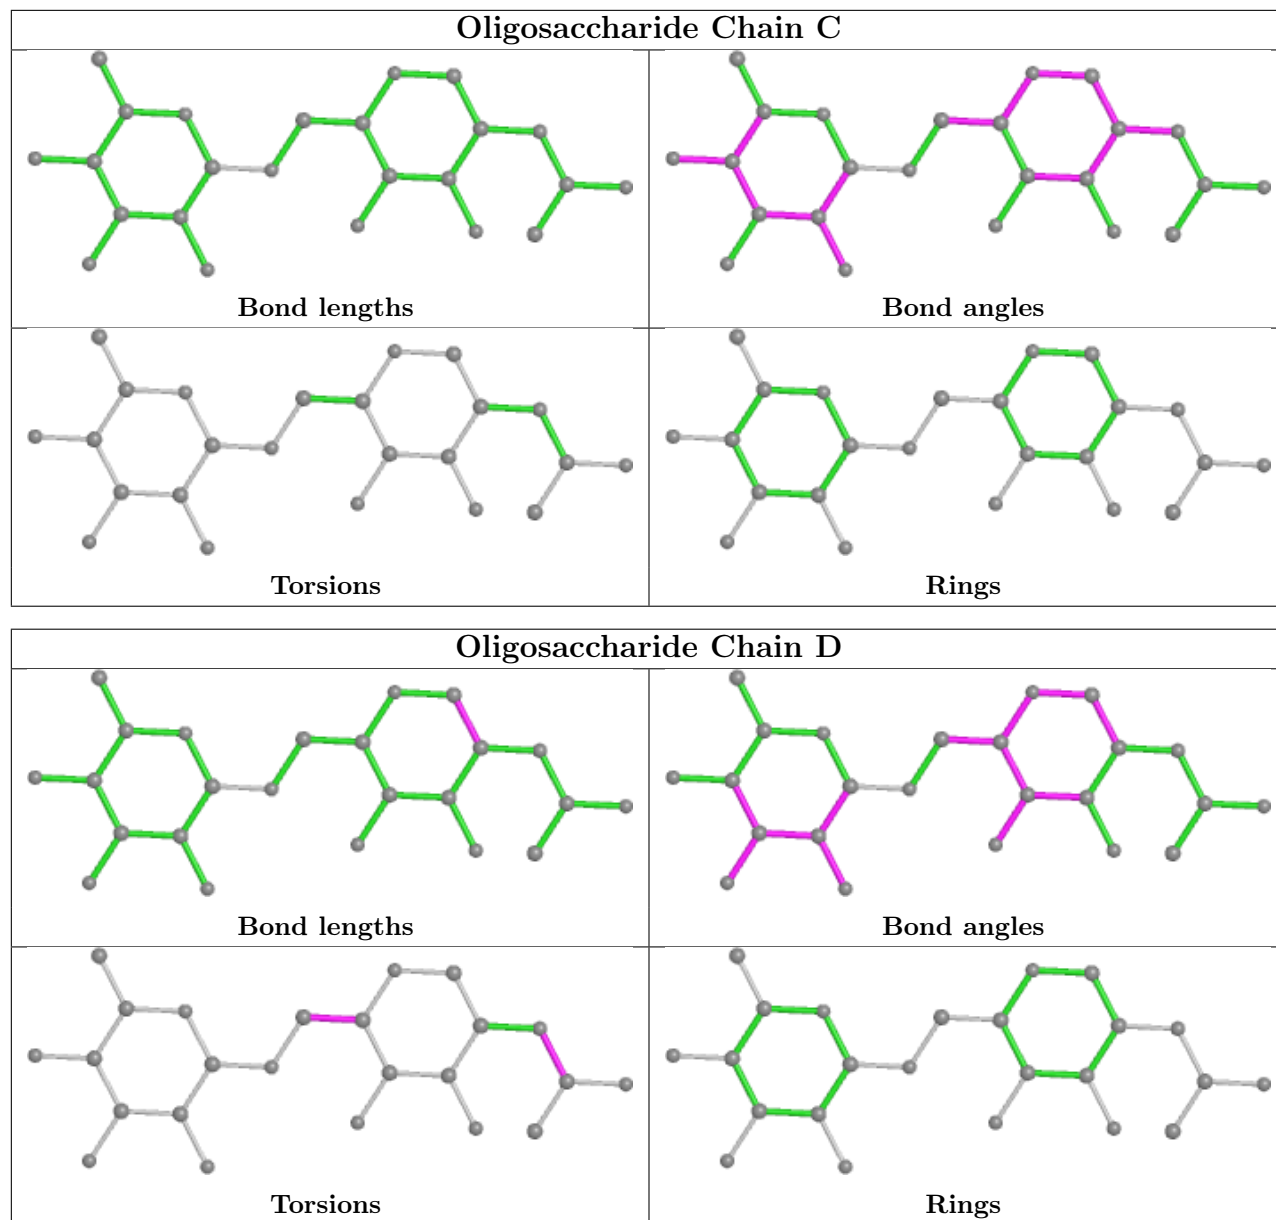 Oligosaccharide Chain C
Bond lengths
Bond angles
Torsions
Rings
Oligosaccharide Chain D
Bond lengths
Bond angles
Torsions
Rings